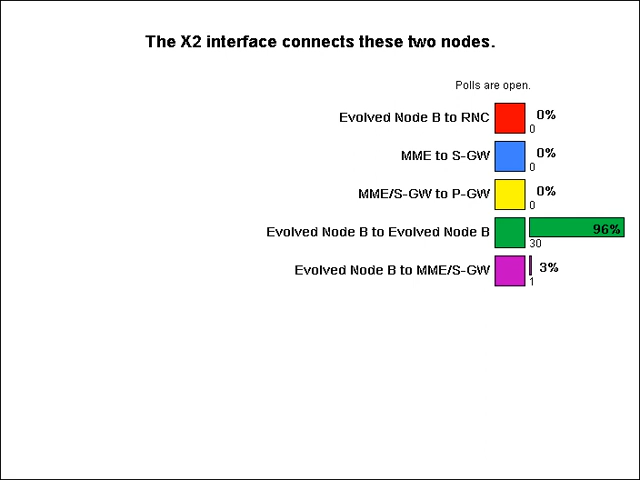 The X2 interface connects these two nodes.
Polls are open.
Evolved Node B to RNC 0%
0
MME to S-GW 0%
0
MME/S-GW to P-GW 0%
0
Evolved Node B to Evolved Node B 96%
30
Evolved Node B to MME/S-GW 3%
1